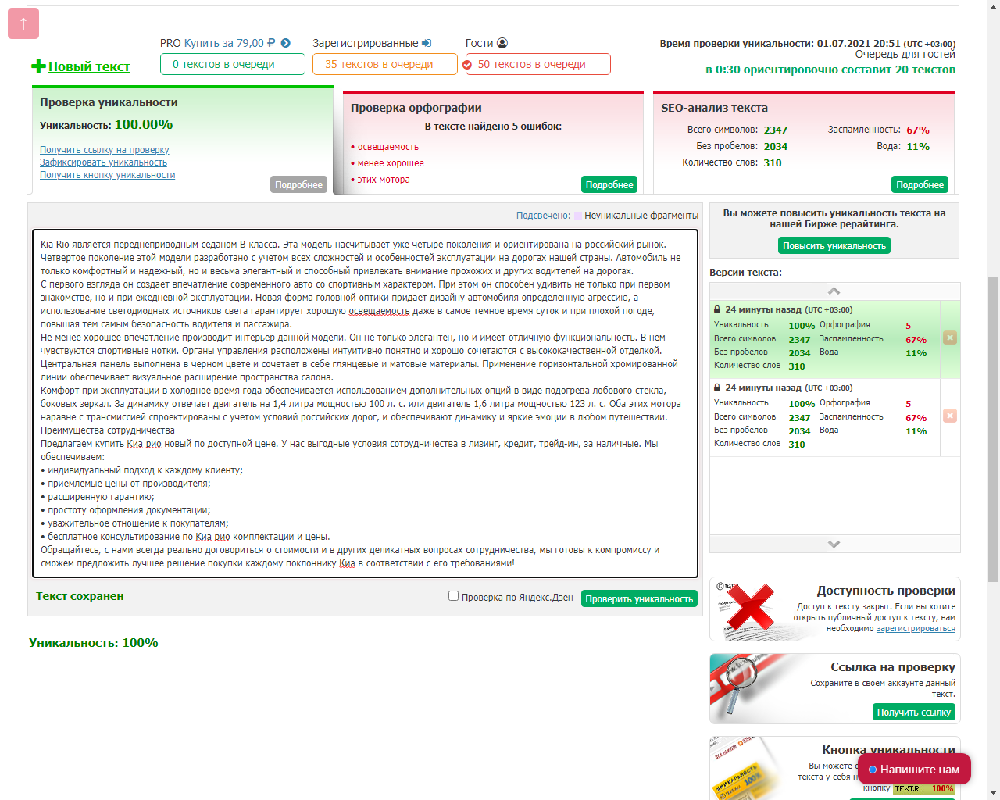 ↑
PRO Купить за 79,00 ₽
0 текстов в очереди
Зарегистрированные
35 текстов в очереди
Гости
50 текстов в очереди
Новый текст
Время проверки уникальности: 01.07.2021 20:51 (UTC +03:00)
Очередь для гостей
в 0:30 ориентировочно составит 20 текстов
Проверка уникальности
Уникальность: 100.00%
Получить ссылку на проверку
Зафиксировать уникальность
Получить кнопку уникальности
Подробнее
Проверка орфографии
В тексте найдено 5 ошибок:
• освещаемость
• менее хорошее
• этих мотора
Подробнее
SEO-анализ текста
Всего символов: 2347 Заспамленность: 67%
Без пробелов: 2034 Вода: 11%
Количество слов: 310
Подробнее
Подсвечено: Неуникальные фрагменты
Kia Rio является переднеприводным седаном B-класса. Эта модель насчитывает уже четыре поколения и ориентирована на российский рынок.
Четвертое поколение этой модели разработано с учетом всех сложностей и особенностей эксплуатации на дорогах нашей страны. Автомобиль не
только комфортный и надежный, но и весьма элегантный и способный привлекать внимание прохожих и других водителей на дорогах.
С первого взгляда он создает впечатление современного авто со спортивным характером. При этом он способен удивить не только при первом
знакомстве, но и при ежедневной эксплуатации. Новая форма головной оптики придает дизайну автомобиля определенную агрессию, а
использование светодиодных источников света гарантирует хорошую освещаемость даже в самое темное время суток и при плохой погоде,
повышая тем самым безопасность водителя и пассажира.
Не менее хорошее впечатление производит интерьер данной модели. Он не только элегантен, но и имеет отличную функциональность. В нем
чувствуются спортивные нотки. Органы управления расположены интуитивно понятно и хорошо сочетаются с высококачественной отделкой.
Центральная панель выполнена в черном цвете и сочетает в себе глянцевые и матовые материалы. Применение горизонтальной хромированной
линии обеспечивает визуальное расширение пространства салона.
Комфорт при эксплуатации в холодное время года обеспечивается использованием дополнительных опций в виде подогрева лобового стекла,
боковых зеркал. За динамику отвечает двигатель на 1,4 литра мощностью 100 л. с. или двигатель 1,6 литра мощностью 123 л. с. Оба этих мотора
наравне с трансмиссией спроектированы с учетом условий российских дорог, и обеспечивают динамику и яркие эмоции в любом путешествии.
Преимущества сотрудничества
Предлагаем купить Киа рио новый по доступной цене. У нас выгодные условия сотрудничества в лизинг, кредит, трейд-ин, за наличные. Мы
обеспечиваем:
• индивидуальный подход к каждому клиенту;
• приемлемые цены от производителя;
• расширенную гарантию;
• простоту оформления документации;
• уважительное отношение к покупателям;
• бесплатное консультирование по Киа рио комплектации и цены.
Обращайтесь, с нами всегда реально договориться о стоимости и в других деликатных вопросах сотрудничества, мы готовы к компромиссу и
сможем предложить лучшее решение покупки каждому поклоннику Киа в соответствии с его требованиями!
Текст сохранен
Проверка по Яндекс.Дзен
Проверить уникальность
Уникальность: 100%
Вы можете повысить уникальность текста на
нашей Бирже рерайтинга.
Повысить уникальность
Версии текста:
24 минуты назад (UTC +03:00)
Уникальность 100% Орфография 5
Всего символов 2347 Заспамленность 67%
Без пробелов 2034 Вода 11%
Количество слов 310
24 минуты назад (UTC +03:00)
Уникальность 100% Орфография 5
Всего символов 2347 Заспамленность 67%
Без пробелов 2034 Вода 11%
Количество слов 310
Доступность проверки
Доступ к тексту закрыт. Если вы хотите
открыть публичный доступ к тексту, вам
необходимо зарегистрироваться
Ссылка на проверку
Сохраните в своем аккаунте данный
текст.
Получить ссылку
Кнопка уникальности
Вы можете
текста у себя
кнопку TEXT.RU 100%
УНИКАЛЬНОСТЬ
100%
Напишите нам